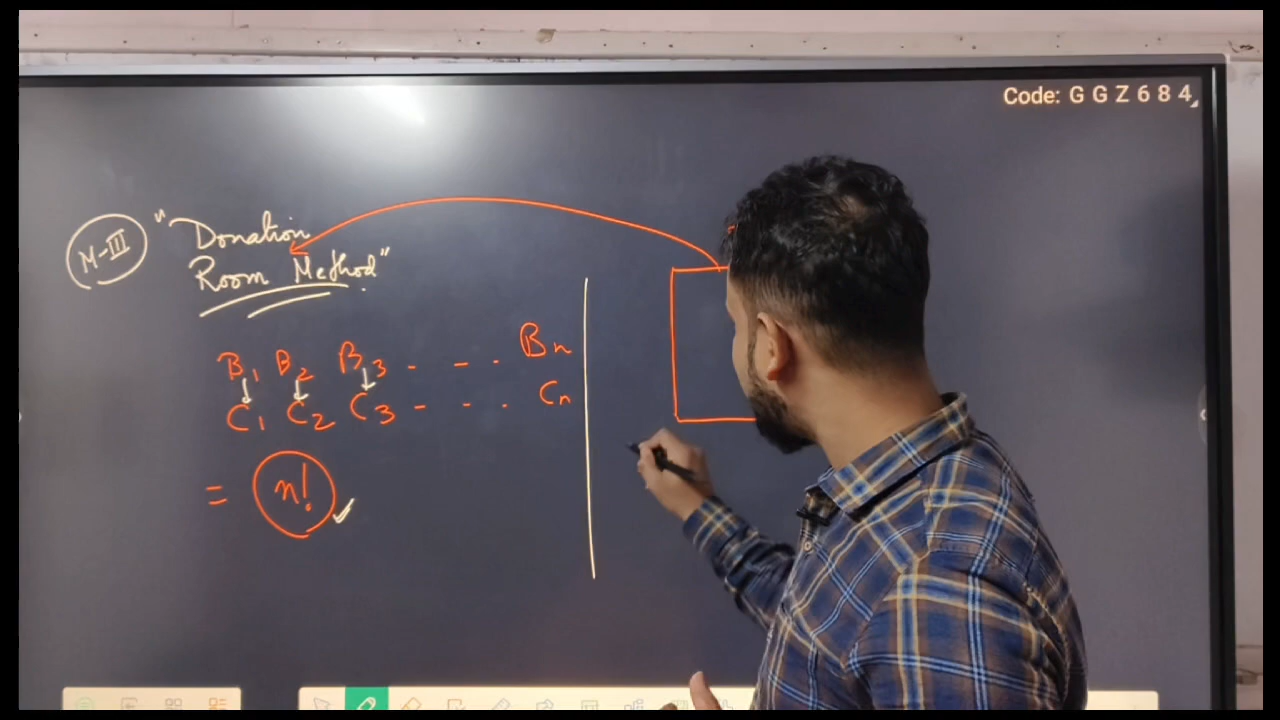 Code: G G Z 6 8 4
M-III "Donation
Room Method"
B1 B2 B3 - - - Bn
C1 C2 C3 - - - Cn
= n!